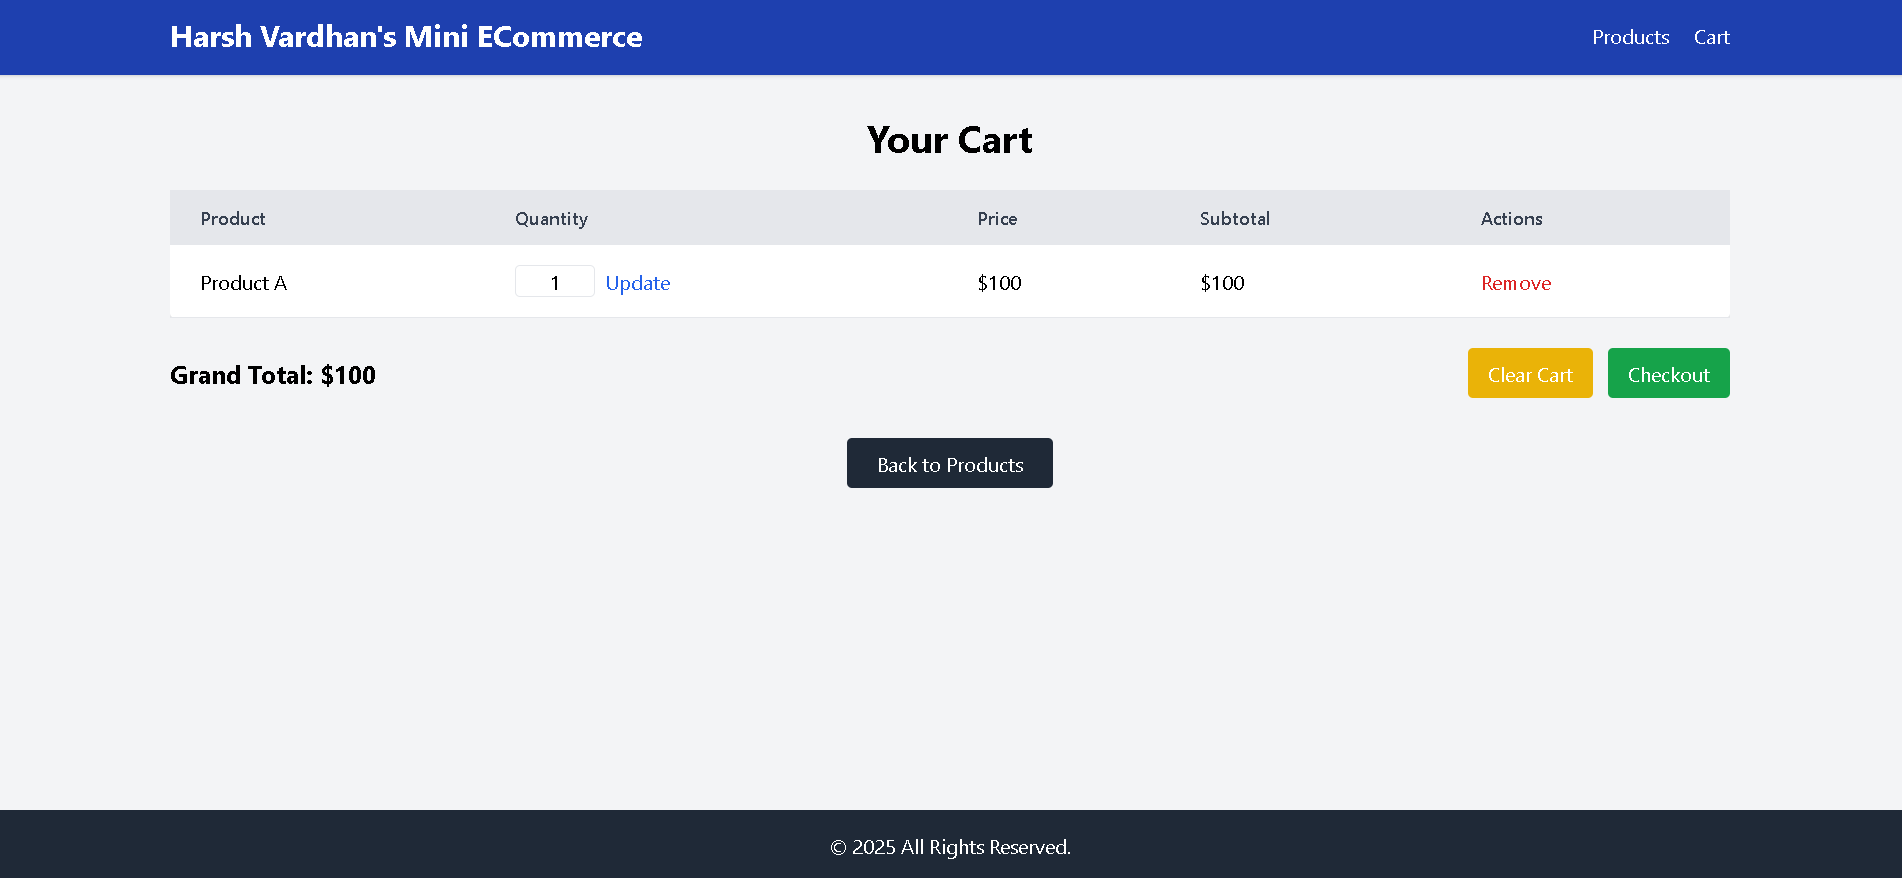 Harsh Vardhan's Mini ECommerce Products Cart
Your Cart
Product Quantity Price Subtotal Actions
Product A 1 Update $100 $100 Remove
Grand Total: $100 Clear Cart Checkout
Back to Products
© 2025 All Rights Reserved.